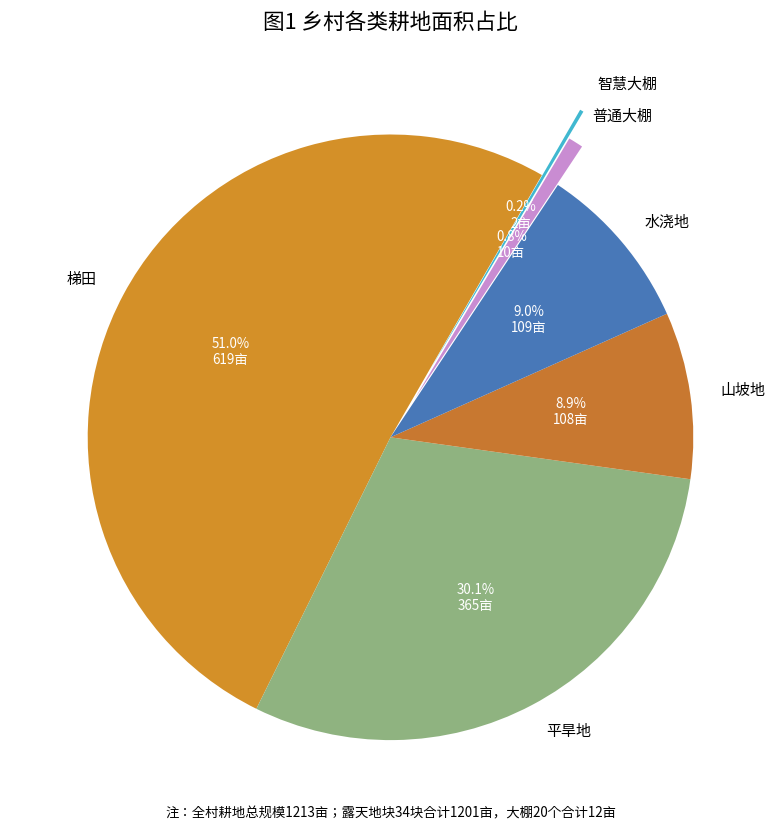 图1 乡村各类耕地面积占比
智慧大棚
普通大棚
0.2%
2亩
0.8%
10亩
水浇地
9.0%
109亩
梯田
51.0%
619亩
山坡地
8.9%
108亩
30.1%
365亩
平旱地
注：全村耕地总规模1213亩；露天地块34块合计1201亩，大棚20个合计12亩